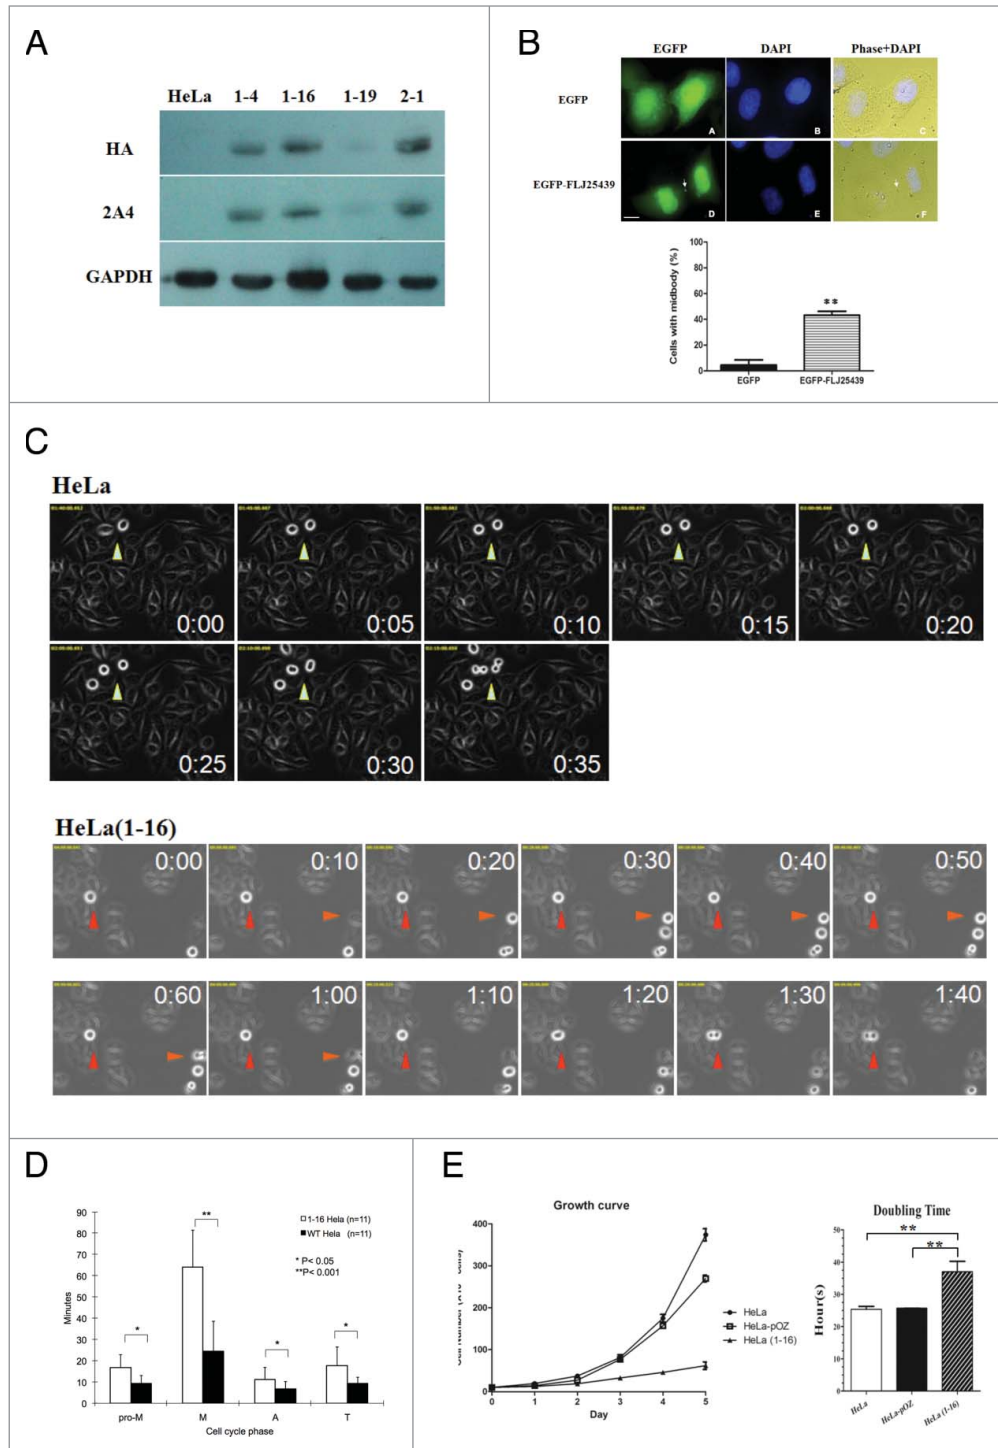 A
HeLa 1-4 1-16 1-19 2-1
HA
2A4
GAPDH
B
EGFP DAPI Phase+DAPI
EGFP
A B C
EGFP-FLJ25439
D E F
Cells with midbody (%)
100
80
60
40
20
0
**
EGFP EGFP-FLJ25439
C
HeLa
0:00 0:05 0:10 0:15 0:20
0:25 0:30 0:35
HeLa(1-16)
0:00 0:10 0:20 0:30 0:40 0:50
0:60 1:00 1:10 1:20 1:30 1:40
D
Minutes
90
80
70
60
50
40
30
20
10
0
* ** * *
1-16 Hela (n=11)
WT Hela (n=11)
* P< 0.05
**P< 0.001
pro-M M A T
Cell cycle phase
E
Growth curve
400
300
200
100
0
0 1 2 3 4 5
Day
HeLa
HeLa-pOZ
HeLa (1-16)
Doubling Time
** **
Hour(s)
50
40
30
20
10
0
HeLa HeLa-pOZ HeLa (1-16)